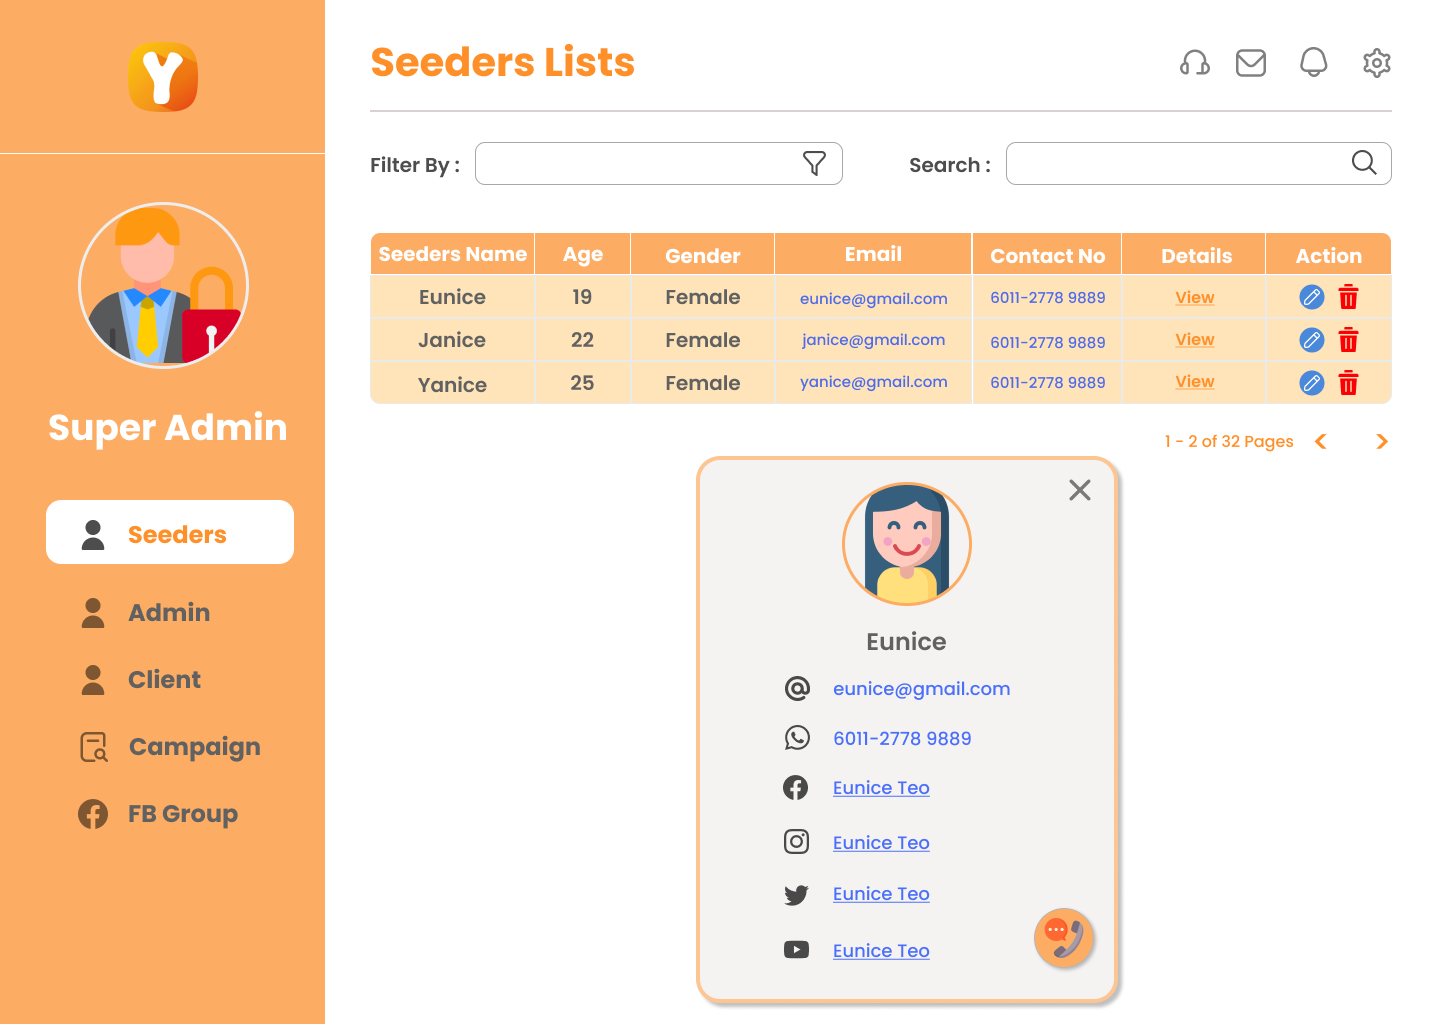 Y
Seeders Lists
Filter By :
Search :
Seeders Name Age Gender Email Contact No Details Action
Eunice 19 Female eunice@gmail.com 6011-2778 9889 View
Janice 22 Female janice@gmail.com 6011-2778 9889 View
Yanice 25 Female yanice@gmail.com 6011-2778 9889 View
1 - 2 of 32 Pages
Super Admin
Seeders
Admin
Client
Campaign
FB Group
Eunice
eunice@gmail.com
6011-2778 9889
Eunice Teo
Eunice Teo
Eunice Teo
Eunice Teo